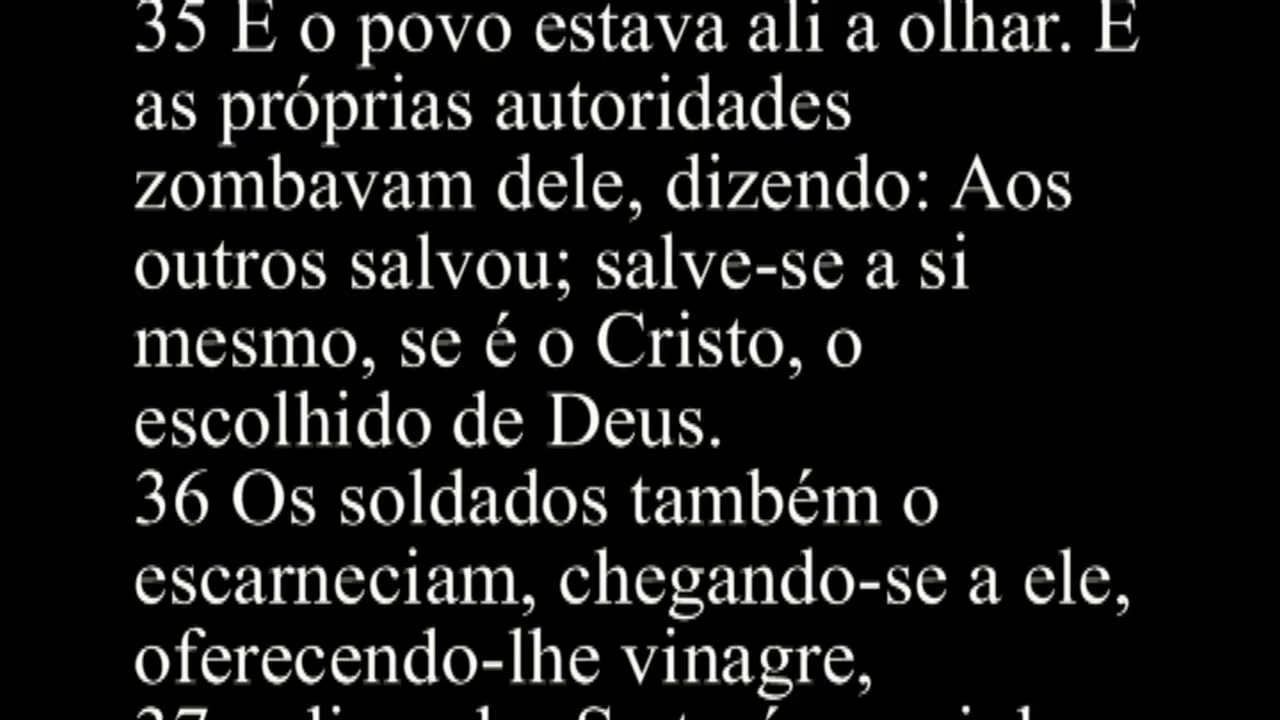 35 E o povo estava ali a olhar. E
as próprias autoridades
zombavam dele, dizendo: Aos
outros salvou; salve-se a si
mesmo, se é o Cristo, o
escolhido de Deus.
36 Os soldados também o
escarneciam, chegando-se a ele,
oferecendo-lhe vinagre,